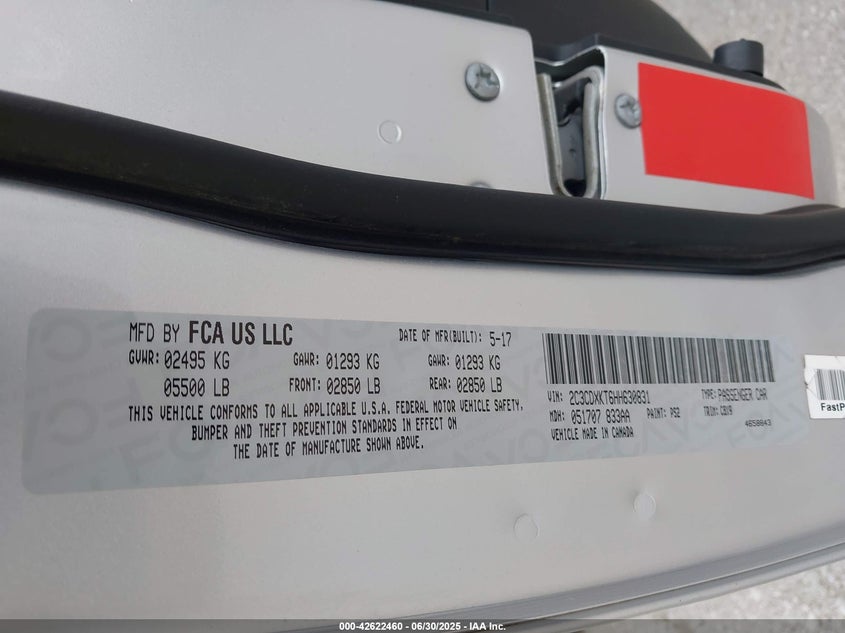 MFD BY FCA US LLC DATE OF MFR(BUILT): 5-17
GVWR: 02495 KG GAWR: 01293 KG GAWR: 01293 KG
05500 LB FRONT: 02850 LB REAR: 02850 LB
THIS VEHICLE CONFORMS TO ALL APPLICABLE U.S.A. FEDERAL MOTOR VEHICLE SAFETY,
BUMPER AND THEFT PREVENTION STANDARDS IN EFFECT ON
THE DATE OF MANUFACTURE SHOWN ABOVE.
VIN: 2C3CDXKT6HH630831 TYPE: PASSENGER CAR
MDH: 051707 833AA PAINT: PS2 TRIM: CBX9
VEHICLE MADE IN CANADA 4658843
FastP
000-42622460 - 06/30/2025 - IAA Inc.